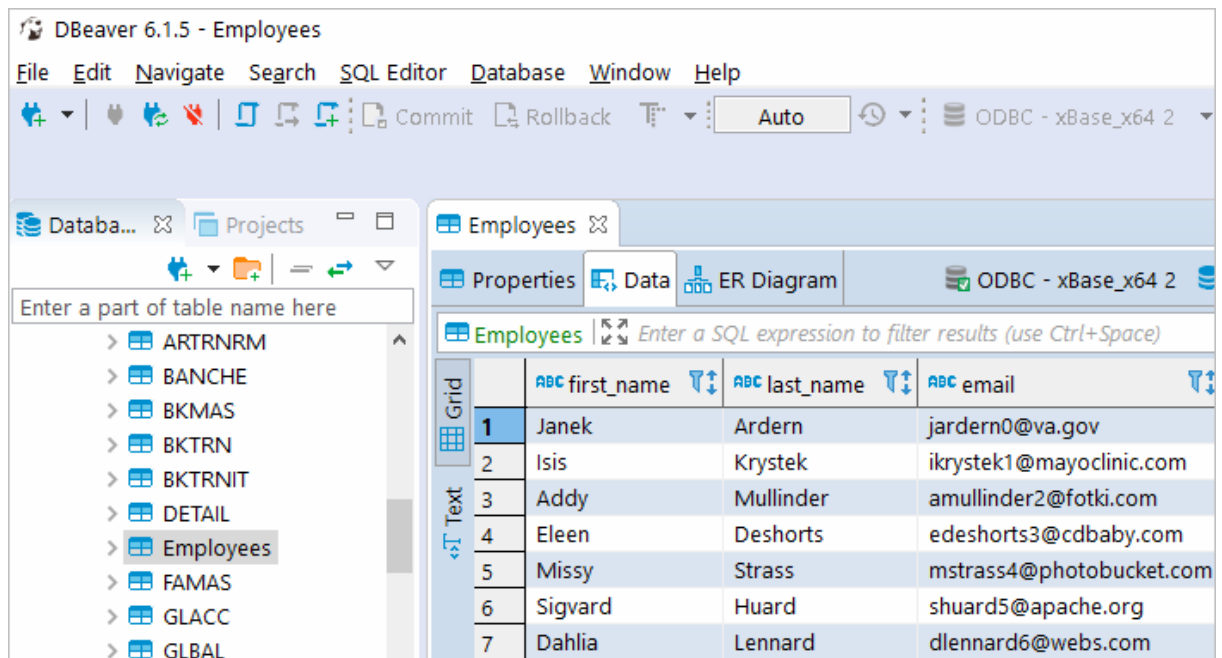 DBeaver 6.1.5 - Employees
File Edit Navigate Search SQL Editor Database Window Help
Commit Rollback Auto ODBC - xBase_x64 2
Databa... Projects
Enter a part of table name here
ARTRNRM
BANCHE
BKMAS
BKTRN
BKTRNIT
DETAIL
Employees
FAMAS
GLACC
GLBAL
Employees
Properties Data ER Diagram ODBC - xBase_x64 2
Employees Enter a SQL expression to filter results (use Ctrl+Space)
Grid
Text
ABC first_name ABC last_name ABC email
1 Janek Ardern jardern0@va.gov
2 Isis Krystek ikrystek1@mayoclinic.com
3 Addy Mullinder amullinder2@fotki.com
4 Eleen Deshorts edeshorts3@cdbaby.com
5 Missy Strass mstrass4@photobucket.com
6 Sigvard Huard shuard5@apache.org
7 Dahlia Lennard dlennard6@webs.com